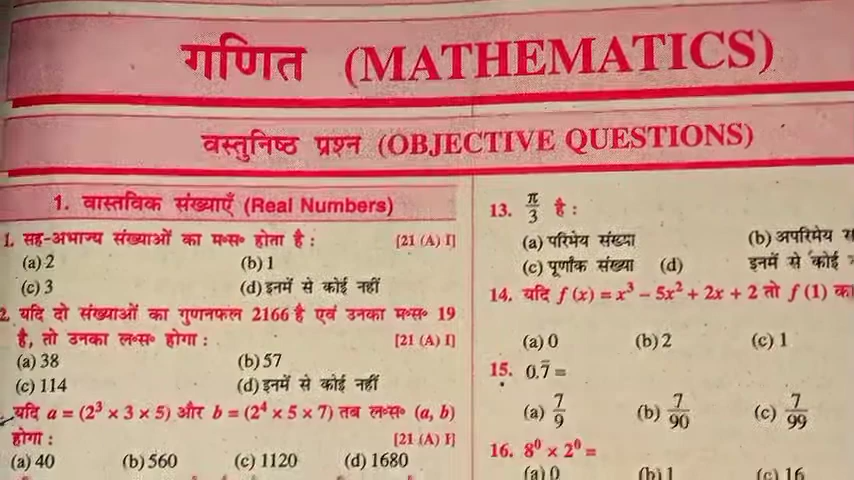 गणित (MATHEMATICS)
वस्तुनिष्ठ प्रश्न (OBJECTIVE QUESTIONS)
1. वास्तविक संख्याएँ (Real Numbers)
1. सह-अभाज्य संख्याओं का म॰स॰ होता है : [21 (A) I]
(a) 2 (b) 1
(c) 3 (d) इनमें से कोई नहीं
2. यदि दो संख्याओं का गुणनफल 2166 है एवं उनका म॰स॰ 19
है, तो उनका ल॰स॰ होगा : [21 (A) I]
(a) 38 (b) 57
(c) 114 (d) इनमें से कोई नहीं
यदि a = (2³ × 3 × 5) और b = (2⁴ × 5 × 7) तब ल॰स॰ (a, b)
होगा : [21 (A) I]
(a) 40 (b) 560 (c) 1120 (d) 1680
13. π/3 है :
(a) परिमेय संख्या (b) अपरिमेय
(c) पूर्णांक संख्या (d) इनमें से कोई
14. यदि f (x) = x³ − 5x² + 2x + 2 तो f (1) का
(a) 0 (b) 2 (c) 1
15. 0.7̅ =
(a) 7/9 (b) 7/90 (c) 7/99
16. 8⁰ × 2⁰ =
(a) 0 (b) 1 (c) 16